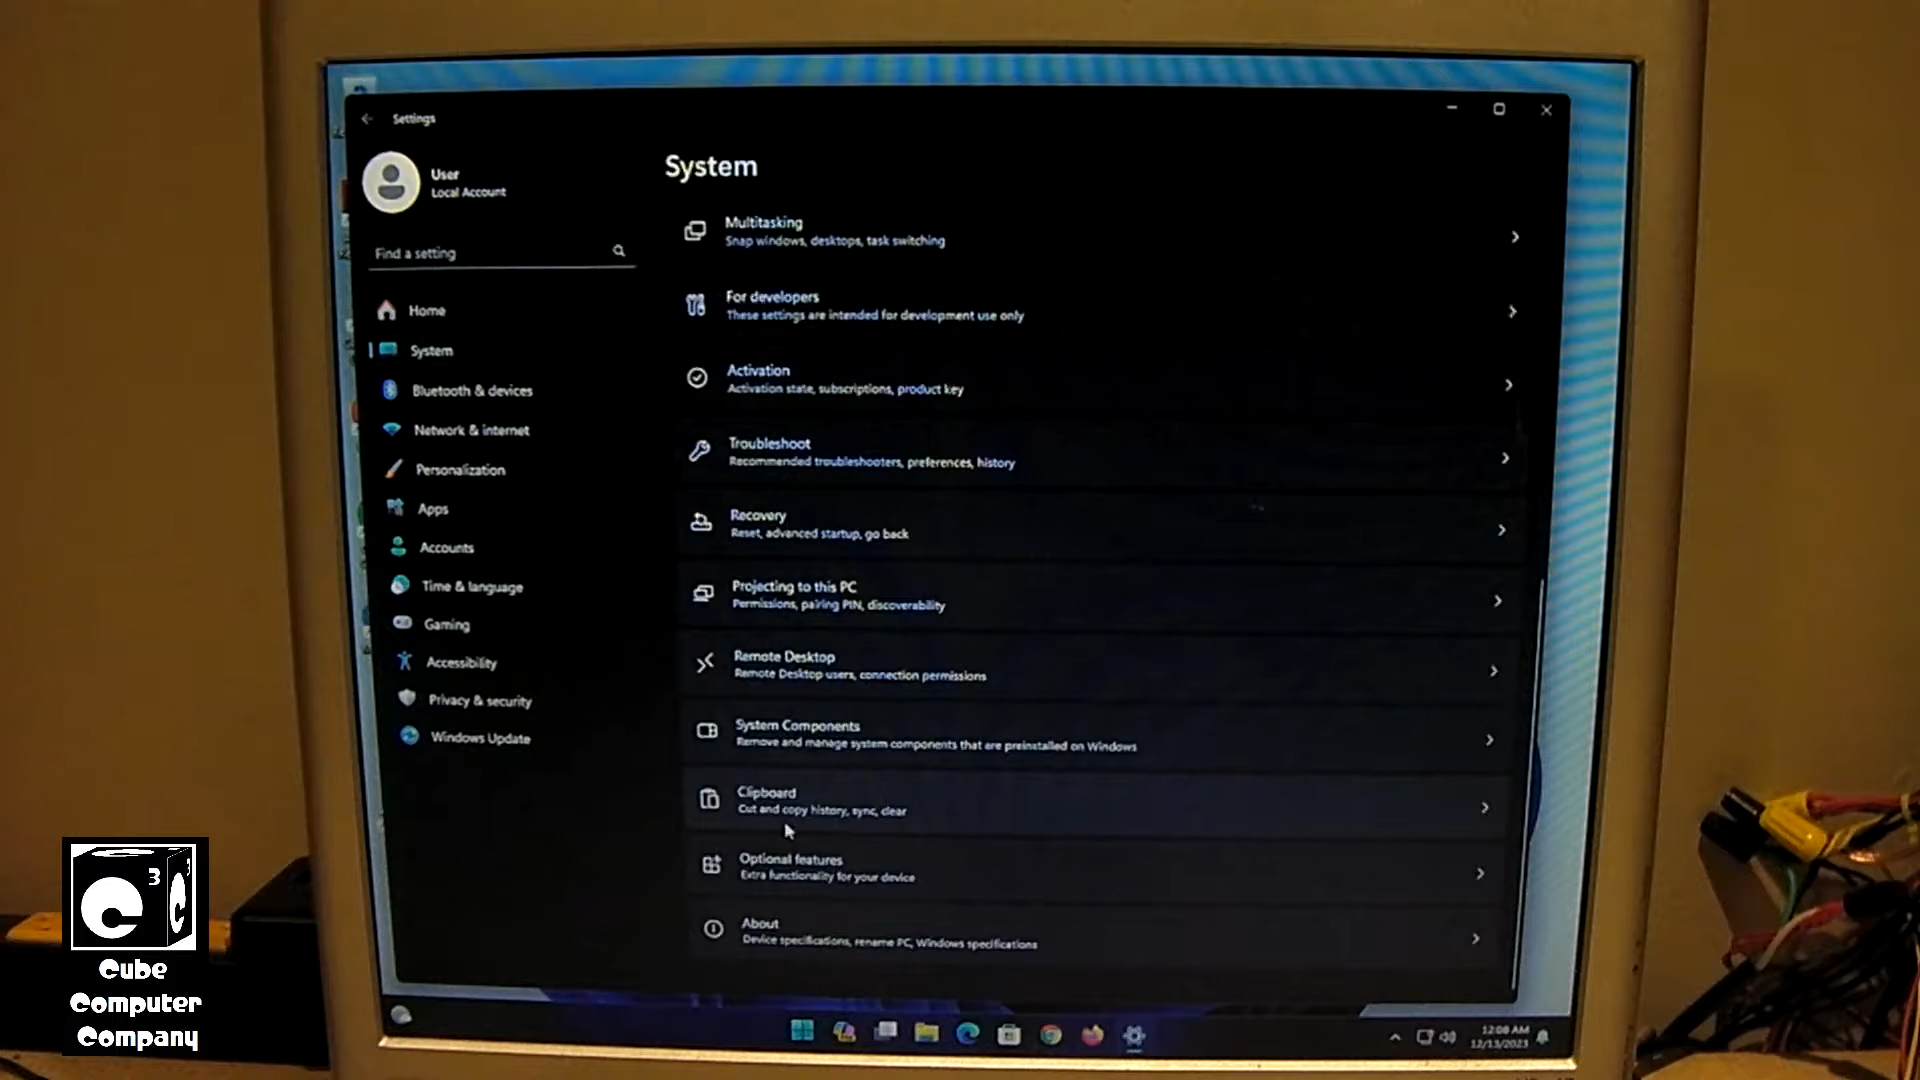 Settings
User
Local Account
Find a setting
Home
System
Bluetooth & devices
Network & internet
Personalization
Apps
Accounts
Time & language
Gaming
Accessibility
Privacy & security
Windows Update
System
Multitasking
Snap windows, desktops, task switching
For developers
These settings are intended for development use only
Activation
Activation state, subscriptions, product key
Troubleshoot
Recommended troubleshooters, preferences, history
Recovery
Reset, advanced startup, go back
Projecting to this PC
Permissions, pairing PIN, discoverability
Remote Desktop
Remote Desktop users, connection permissions
System Components
Remove and manage system components that are preinstalled on Windows
Clipboard
Cut and copy history, sync, clear
Optional features
Extra functionality for your device
About
Device specifications, rename PC, Windows specifications
12:08 AM
12/13/2023
C 3 C 3
Cube
Computer
Company